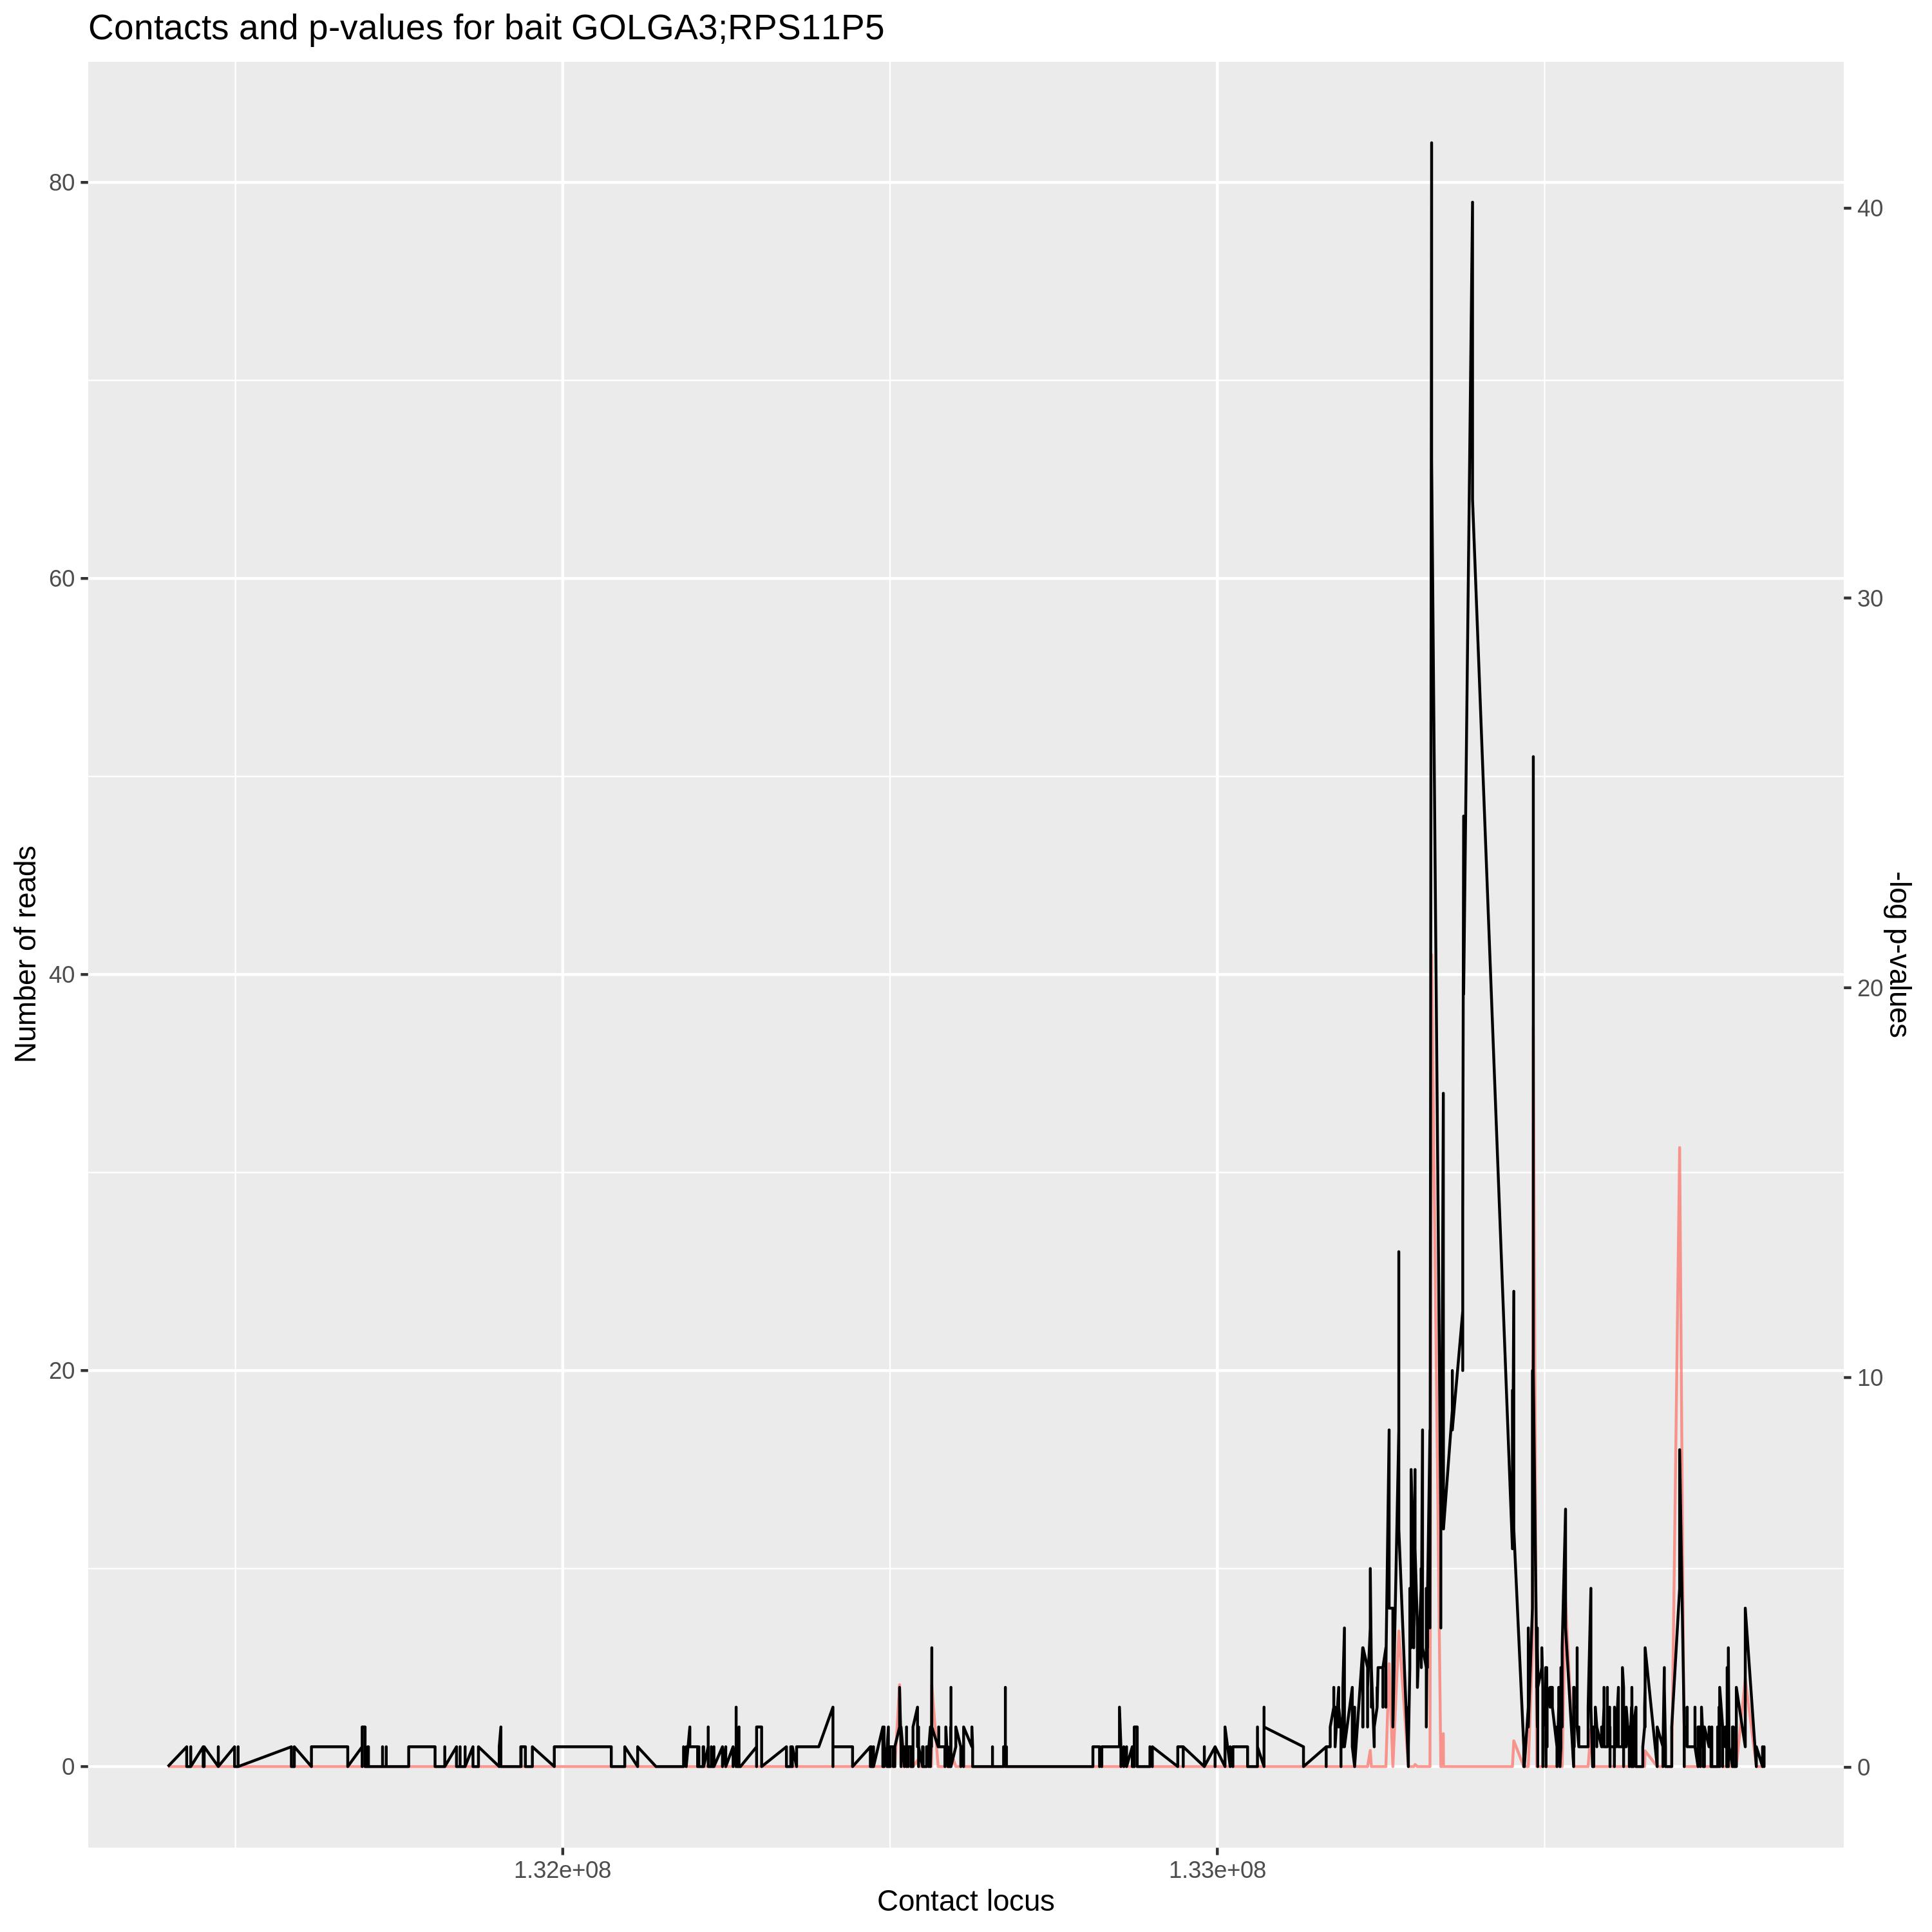 Contacts and p-values for bait GOLGA3;RPS11P5
80
60
40
20
0
Number of reads
40
30
20
10
0
-log p-values
1.32e+08
1.33e+08
Contact locus